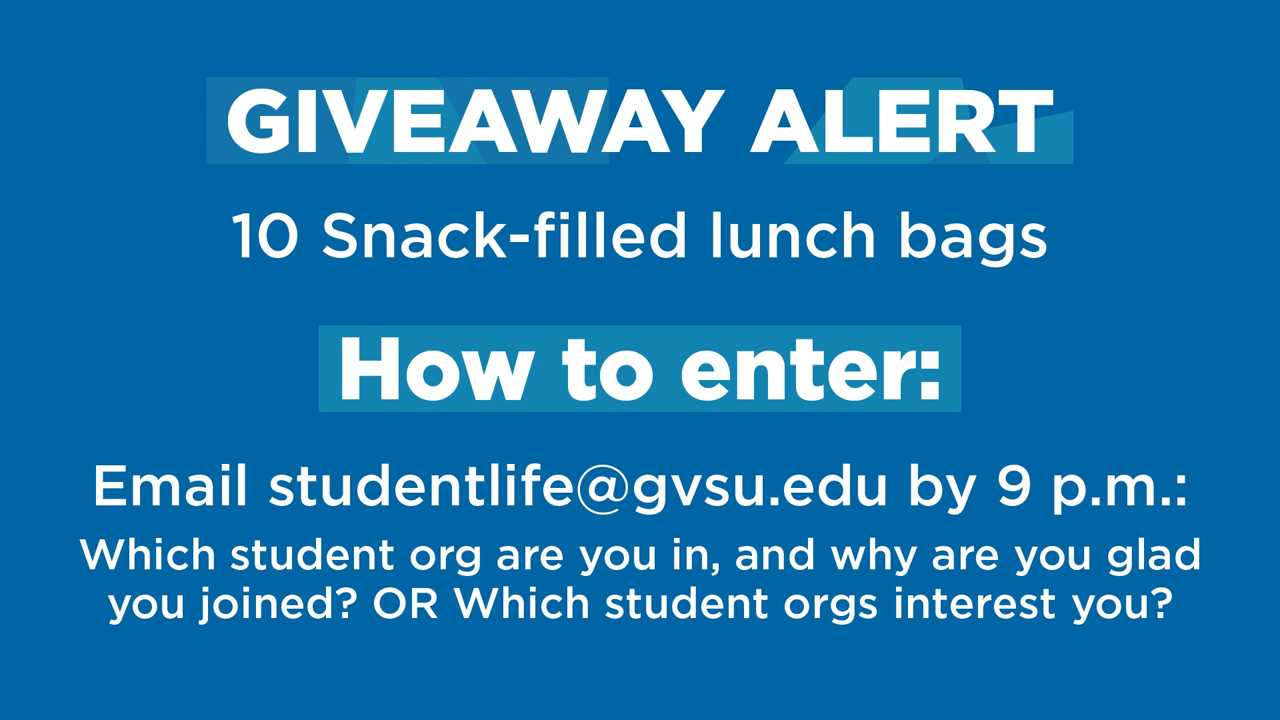 GIVEAWAY ALERT
10 Snack-filled lunch bags
How to enter:
Email studentlife@gvsu.edu by 9 p.m.:
Which student org are you in, and why are you glad
you joined? OR Which student orgs interest you?